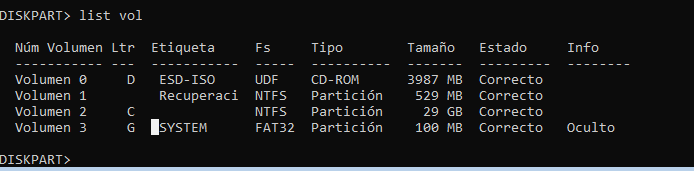 DISKPART> list vol
Núm Volumen Ltr Etiqueta Fs Tipo Tamaño Estado Info
------------ --- ----------- ----- ---------- ------- --------- --------
Volumen 0 D ESD-ISO UDF CD-ROM 3987 MB Correcto
Volumen 1 Recuperaci NTFS Partición 529 MB Correcto
Volumen 2 C NTFS Partición 29 GB Correcto
Volumen 3 G SYSTEM FAT32 Partición 100 MB Correcto Oculto
DISKPART>